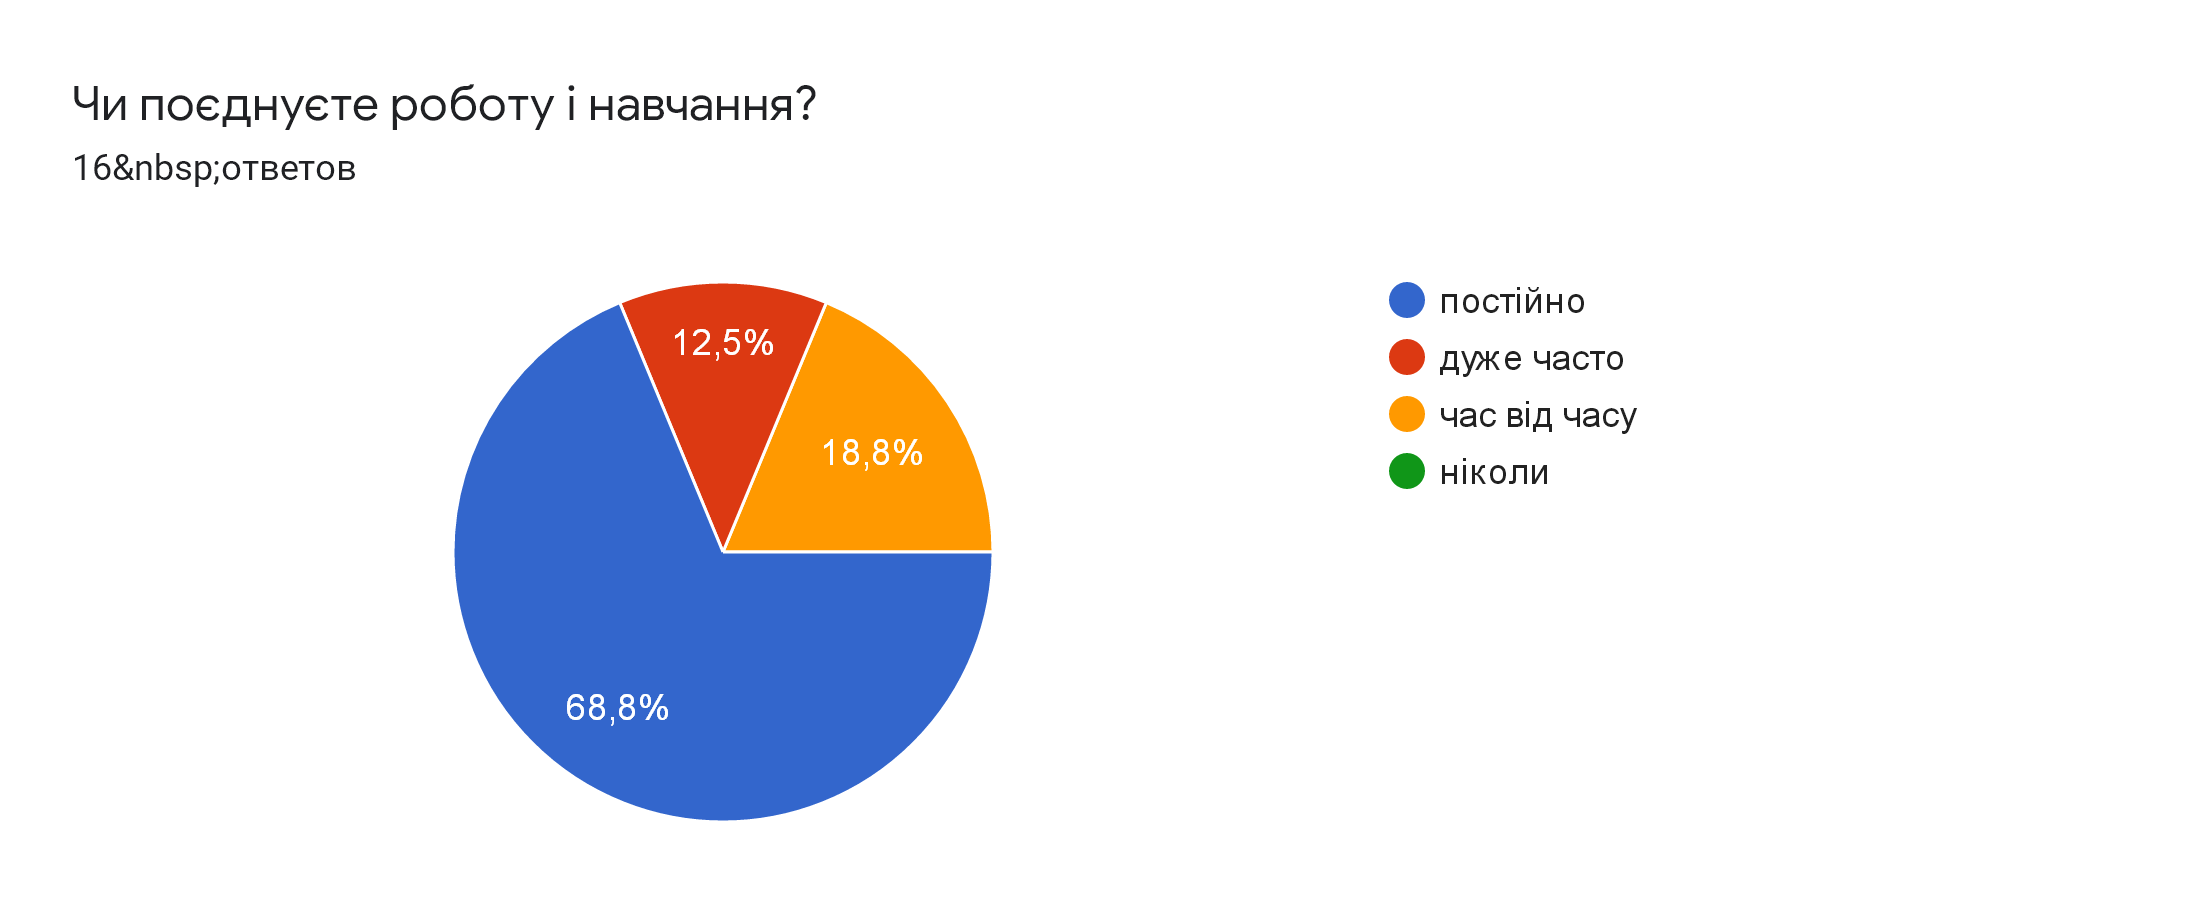 Чи поєднуєте роботу і навчання?
16&nbsp;ответов
12,5%
18,8%
68,8%
постійно
дуже часто
час від часу
ніколи